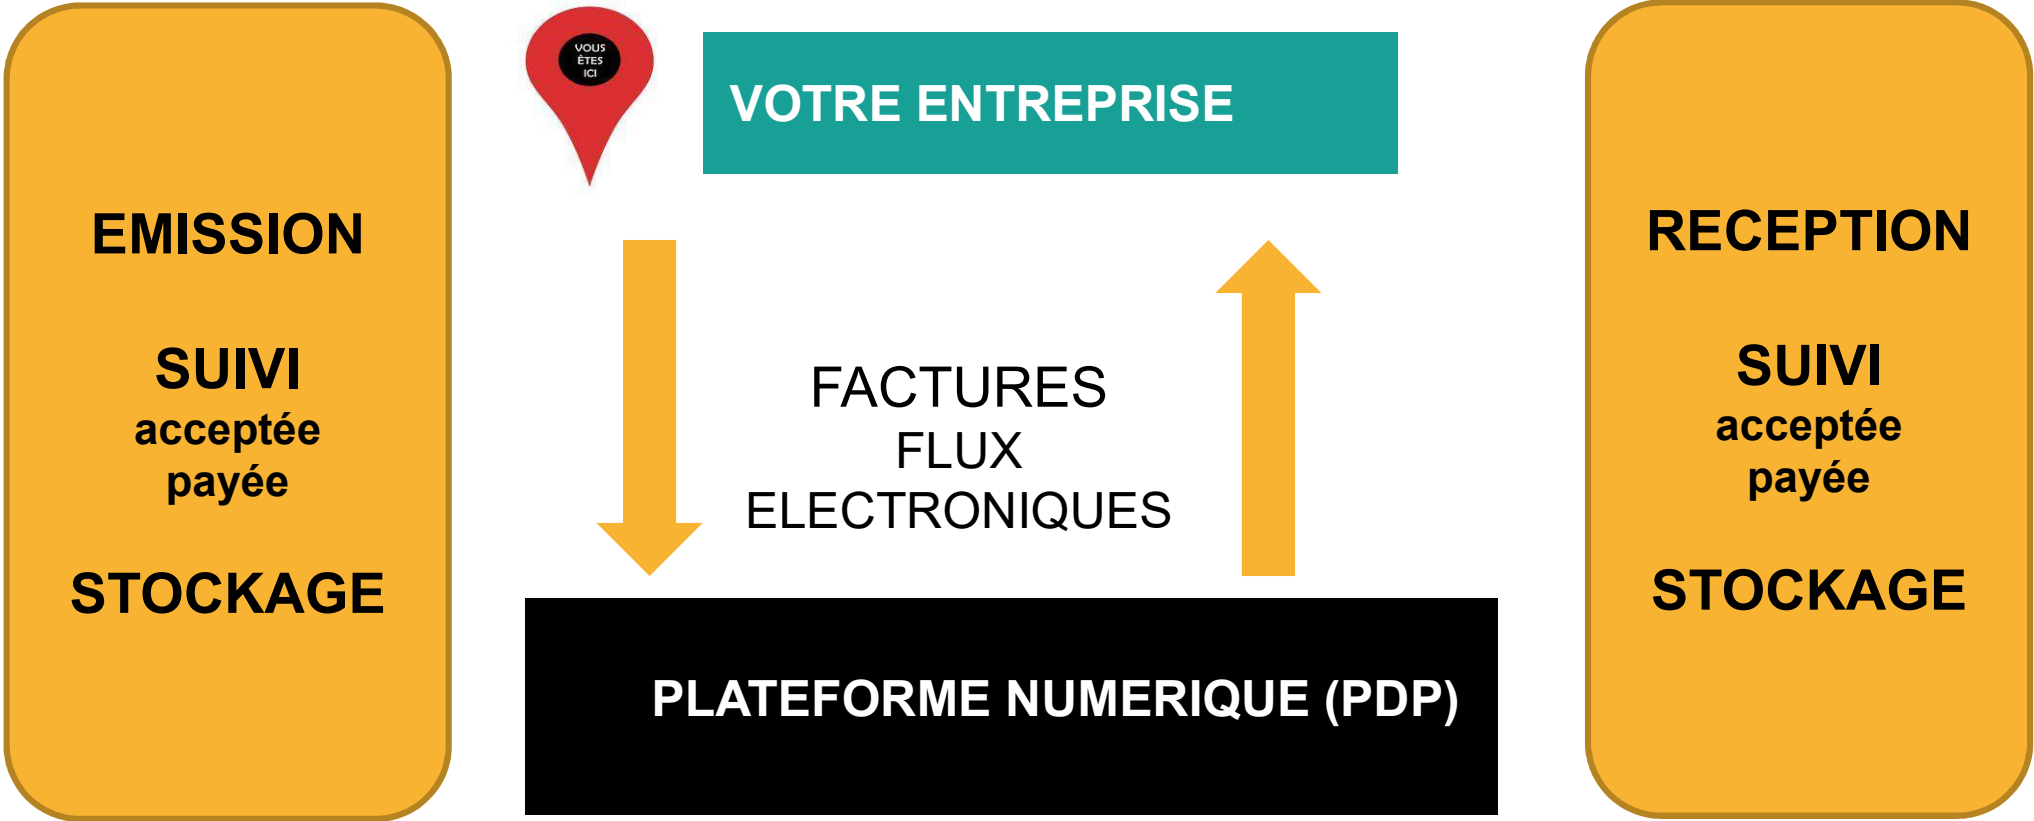 EMISSION
SUIVI
acceptée
payée
STOCKAGE
VOUS
ÊTES
ICI
VOTRE ENTREPRISE
FACTURES
FLUX
ELECTRONIQUES
PLATEFORME NUMERIQUE (PDP)
RECEPTION
SUIVI
acceptée
payée
STOCKAGE